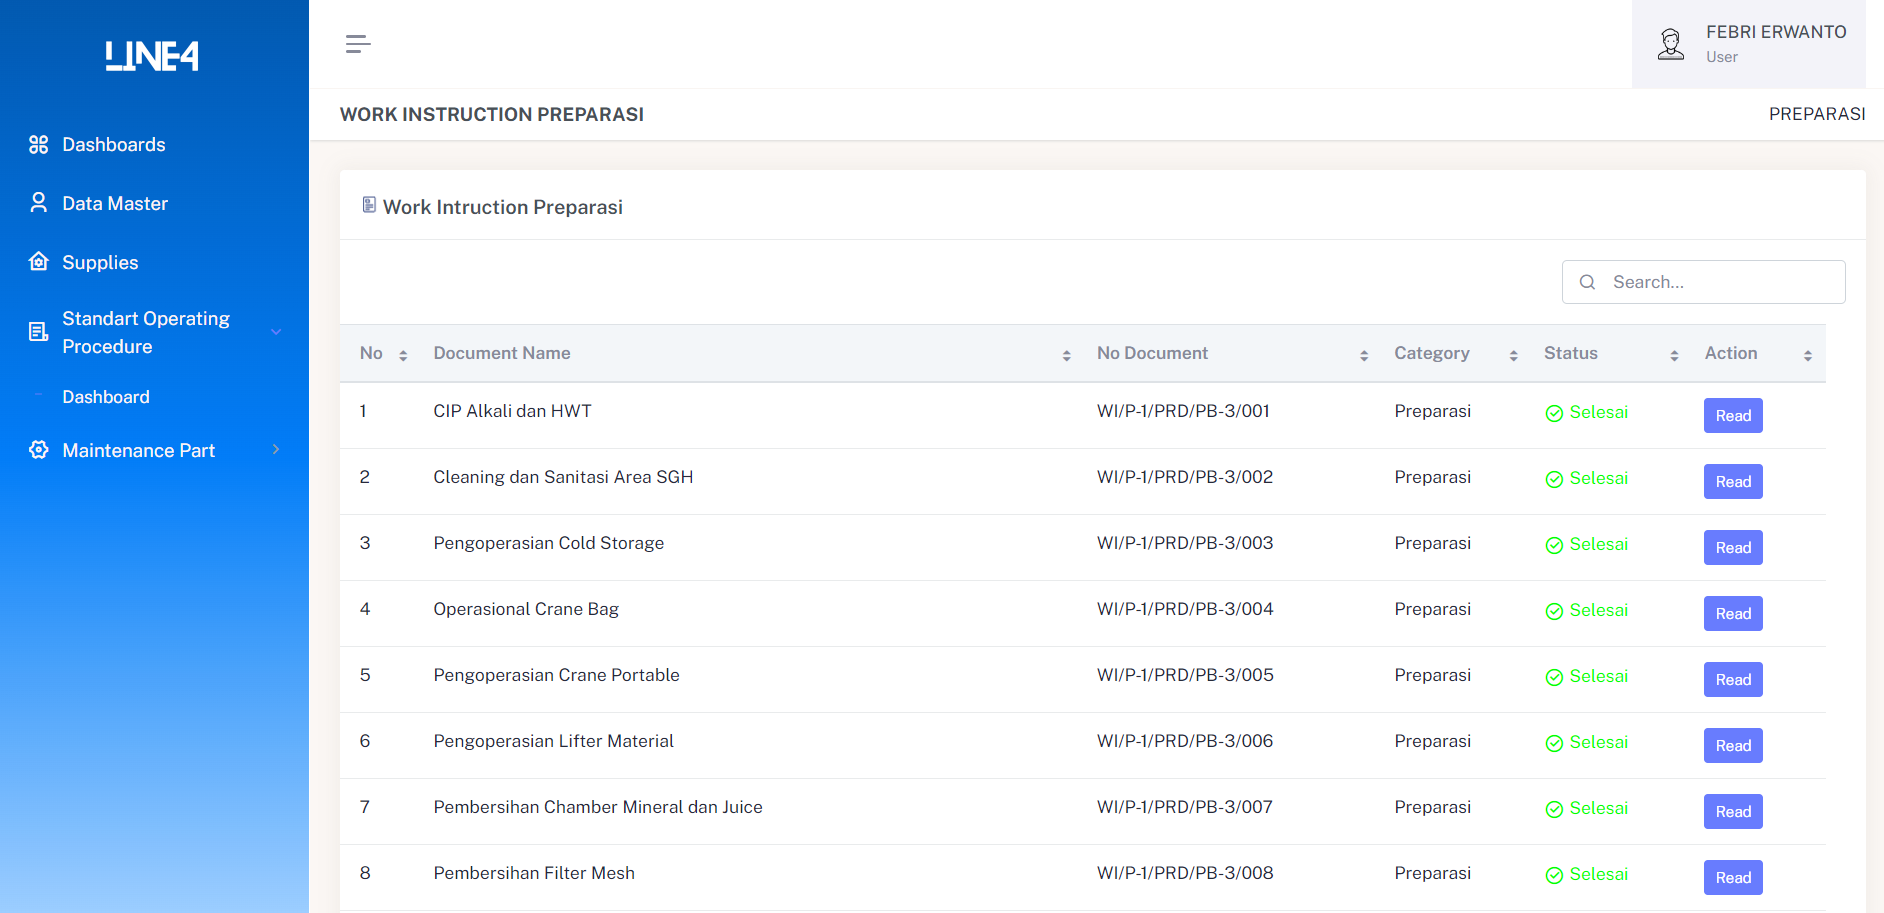 LINE4
FEBRI ERWANTO
User
WORK INSTRUCTION PREPARASI
PREPARASI
Dashboards
Data Master
Supplies
Standart Operating
Procedure
Dashboard
Maintenance Part
Work Intruction Preparasi
Search...
No Document Name No Document Category Status Action
1 CIP Alkali dan HWT WI/P-1/PRD/PB-3/001 Preparasi Selesai Read
2 Cleaning dan Sanitasi Area SGH WI/P-1/PRD/PB-3/002 Preparasi Selesai Read
3 Pengoperasian Cold Storage WI/P-1/PRD/PB-3/003 Preparasi Selesai Read
4 Operasional Crane Bag WI/P-1/PRD/PB-3/004 Preparasi Selesai Read
5 Pengoperasian Crane Portable WI/P-1/PRD/PB-3/005 Preparasi Selesai Read
6 Pengoperasian Lifter Material WI/P-1/PRD/PB-3/006 Preparasi Selesai Read
7 Pembersihan Chamber Mineral dan Juice WI/P-1/PRD/PB-3/007 Preparasi Selesai Read
8 Pembersihan Filter Mesh WI/P-1/PRD/PB-3/008 Preparasi Selesai Read